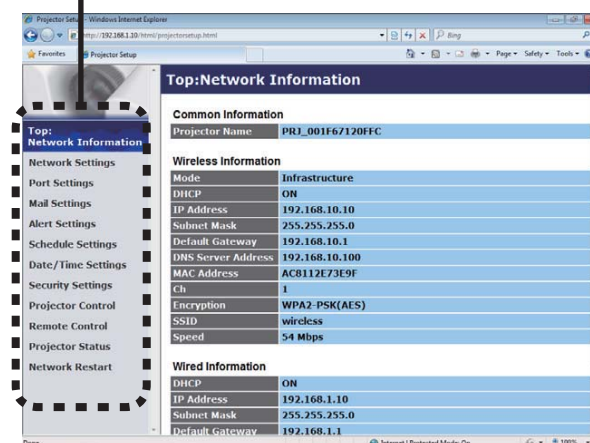 Projector Setup - Windows Internet Explorer
http://192.168.1.10/html/projectorsetup.html
Bing
Favorites
Projector Setup
Page
Safety
Tools
Top:Network Information
Common Information
Projector Name PRJ_001F67120FFC
Top:
Network Information
Network Settings
Port Settings
Mail Settings
Alert Settings
Schedule Settings
Date/Time Settings
Security Settings
Projector Control
Remote Control
Projector Status
Network Restart
Wireless Information
Mode Infrastructure
DHCP ON
IP Address 192.168.10.10
Subnet Mask 255.255.255.0
Default Gateway 192.168.10.1
DNS Server Address 192.168.10.100
MAC Address AC8112E73E9F
Ch 1
Encryption WPA2-PSK(AES)
SSID wireless
Speed 54 Mbps
Wired Information
DHCP ON
IP Address 192.168.1.10
Subnet Mask 255.255.255.0
Default Gateway 192.168.1.1
Done
Internet | Protected Mode: On
100%